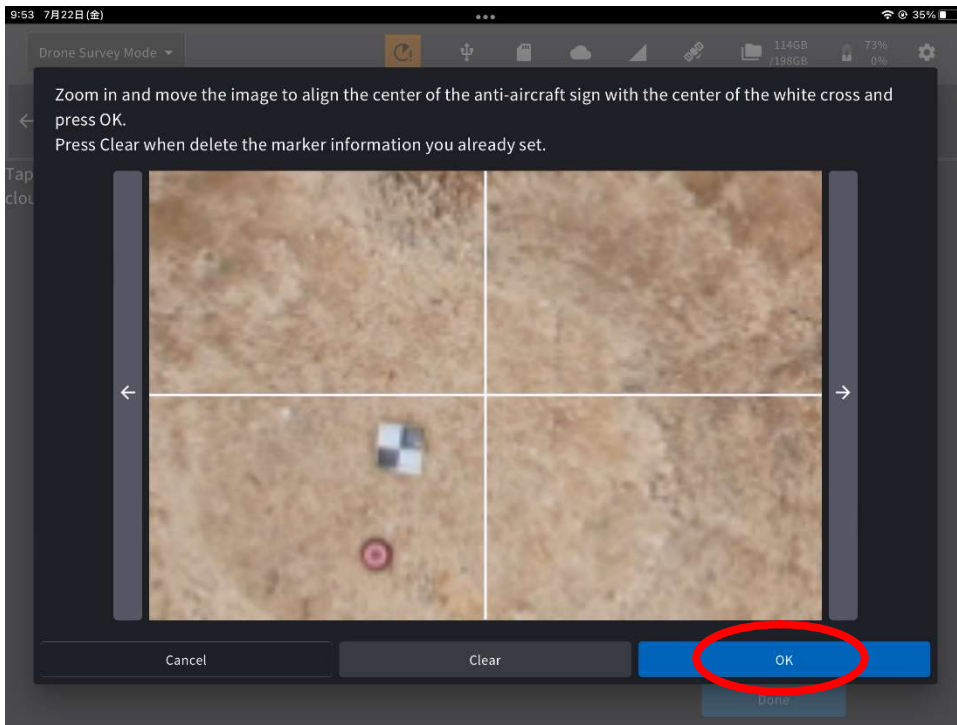 9:53 7月22日(金)
35%
Drone Survey Mode
114GB
/198GB
73%
0%
Zoom in and move the image to align the center of the anti-aircraft sign with the center of the white cross and
press OK.
Press Clear when delete the marker information you already set.
Tap
clou
Cancel
Clear
OK
Done